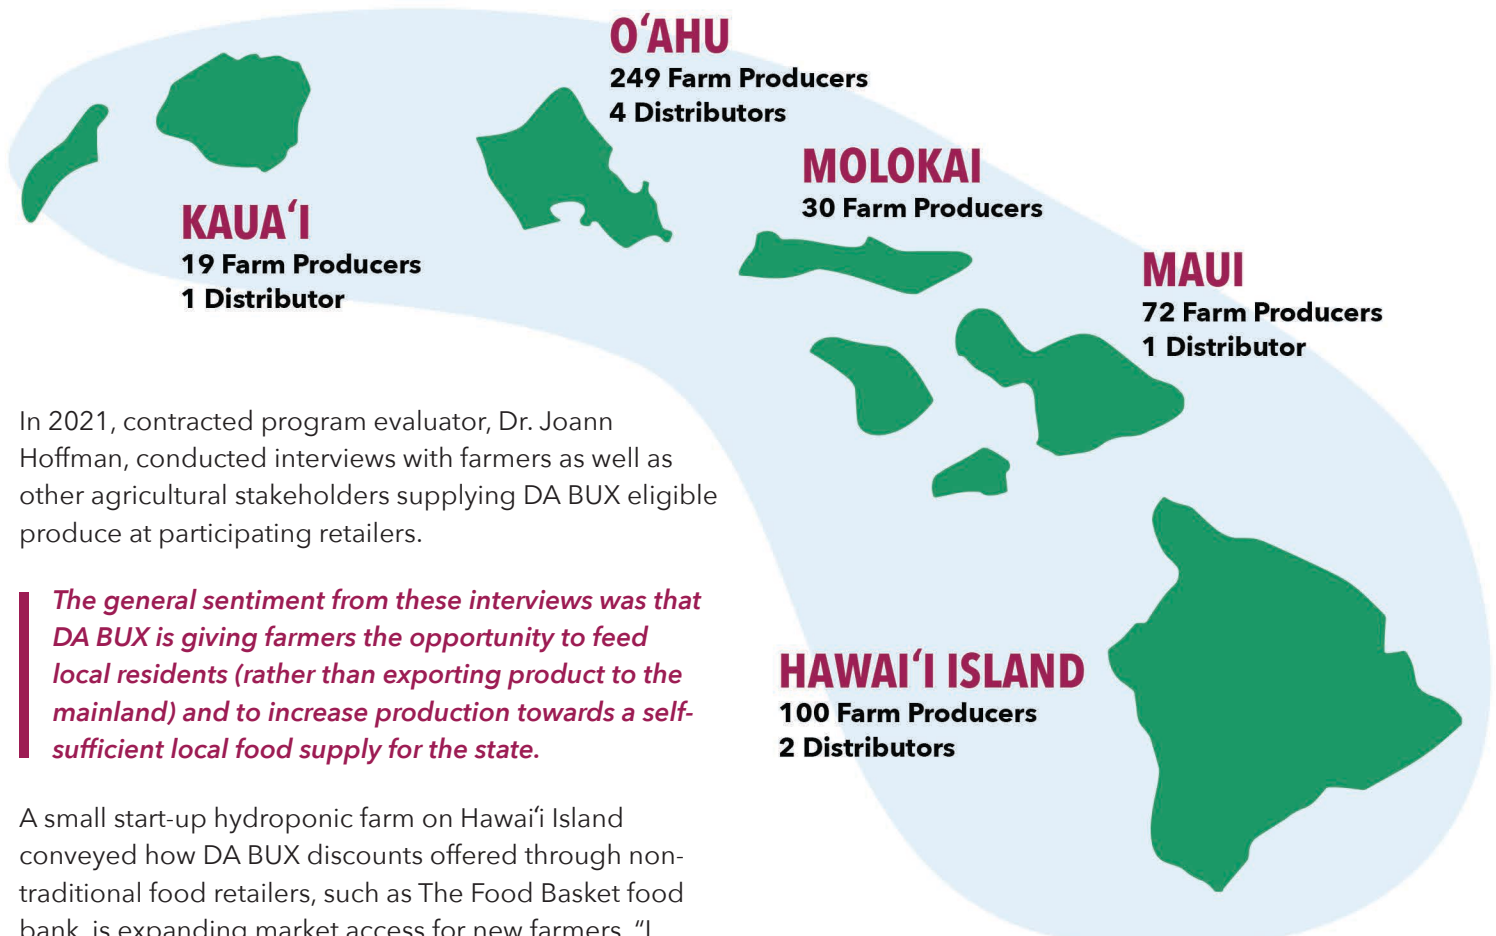 OʻAHU
249 Farm Producers
4 Distributors
MOLOKAI
30 Farm Producers
KAUAʻI
19 Farm Producers
1 Distributor
MAUI
72 Farm Producers
1 Distributor
In 2021, contracted program evaluator, Dr. Joann
Hoffman, conducted interviews with farmers as well as
other agricultural stakeholders supplying DA BUX eligible
produce at participating retailers.
The general sentiment from these interviews was that
DA BUX is giving farmers the opportunity to feed
local residents (rather than exporting product to the
mainland) and to increase production towards a self-
sufficient local food supply for the state.
HAWAIʻI ISLAND
100 Farm Producers
2 Distributors
A small start-up hydroponic farm on Hawaiʻi Island
conveyed how DA BUX discounts offered through non-
traditional food retailers, such as The Food Basket food
bank, is expanding market access for new farmers. “I